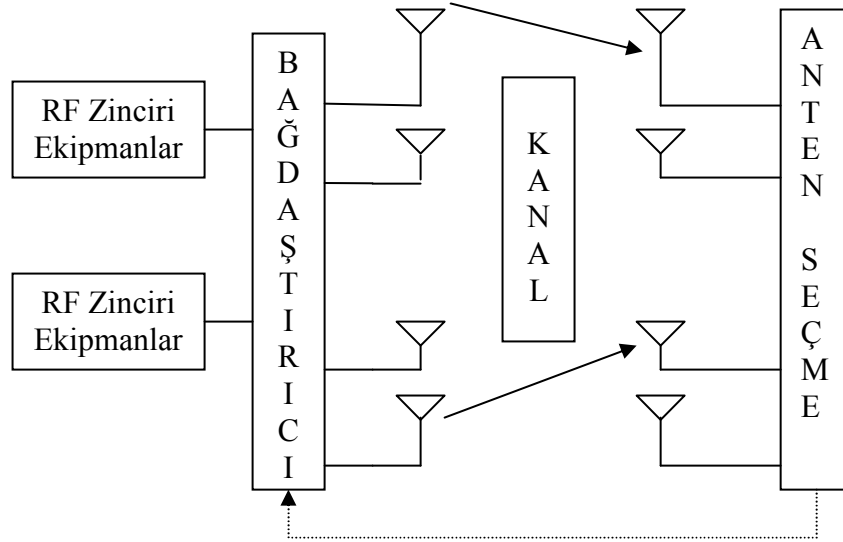 RF Zinciri
Ekipmanlar
RF Zinciri
Ekipmanlar
BAĞDAŞTIRICI
KANAL
ANTEN SEÇME